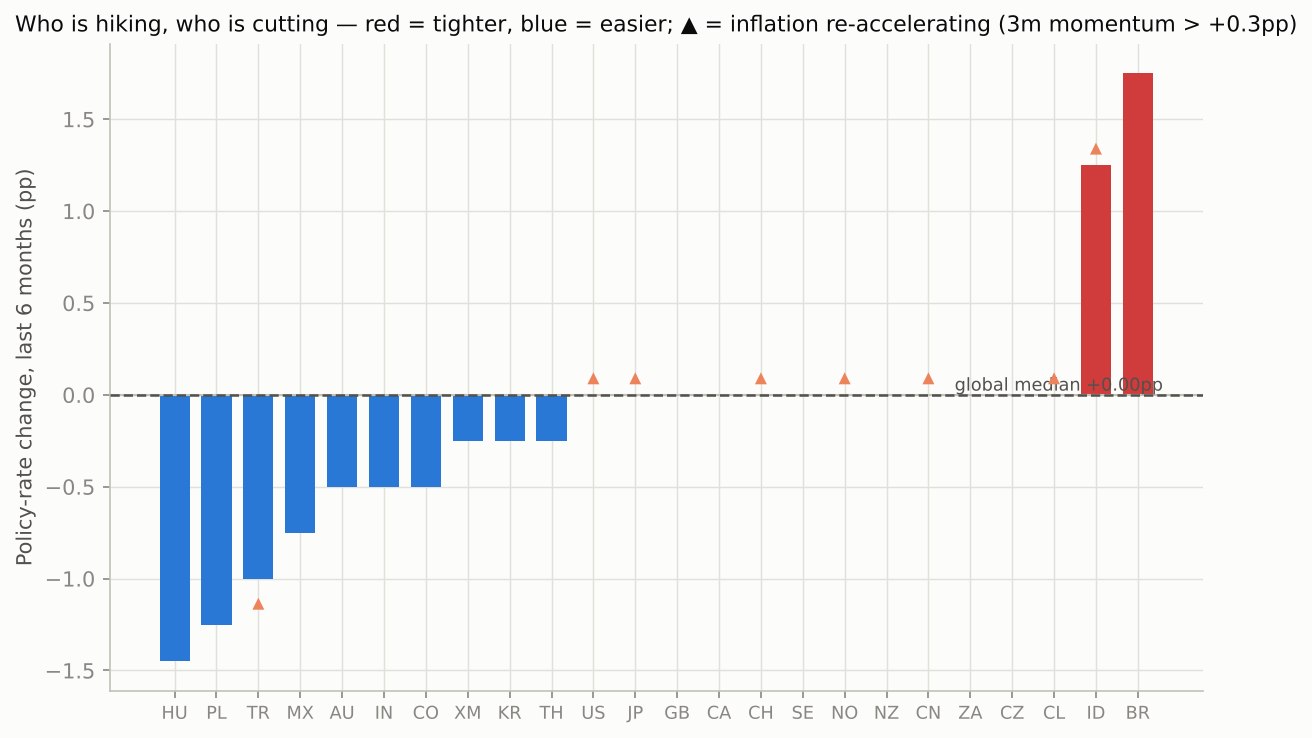 Who is hiking, who is cutting — red = tighter, blue = easier; ▲ = inflation re-accelerating (3m momentum > +0.3pp)
Policy-rate change, last 6 months (pp)
1.5
1.0
0.5
0.0
−0.5
−1.0
−1.5
global median +0.00pp
HU PL TR MX AU IN CO XM KR TH US JP GB CA CH SE NO NZ CN ZA CZ CL ID BR